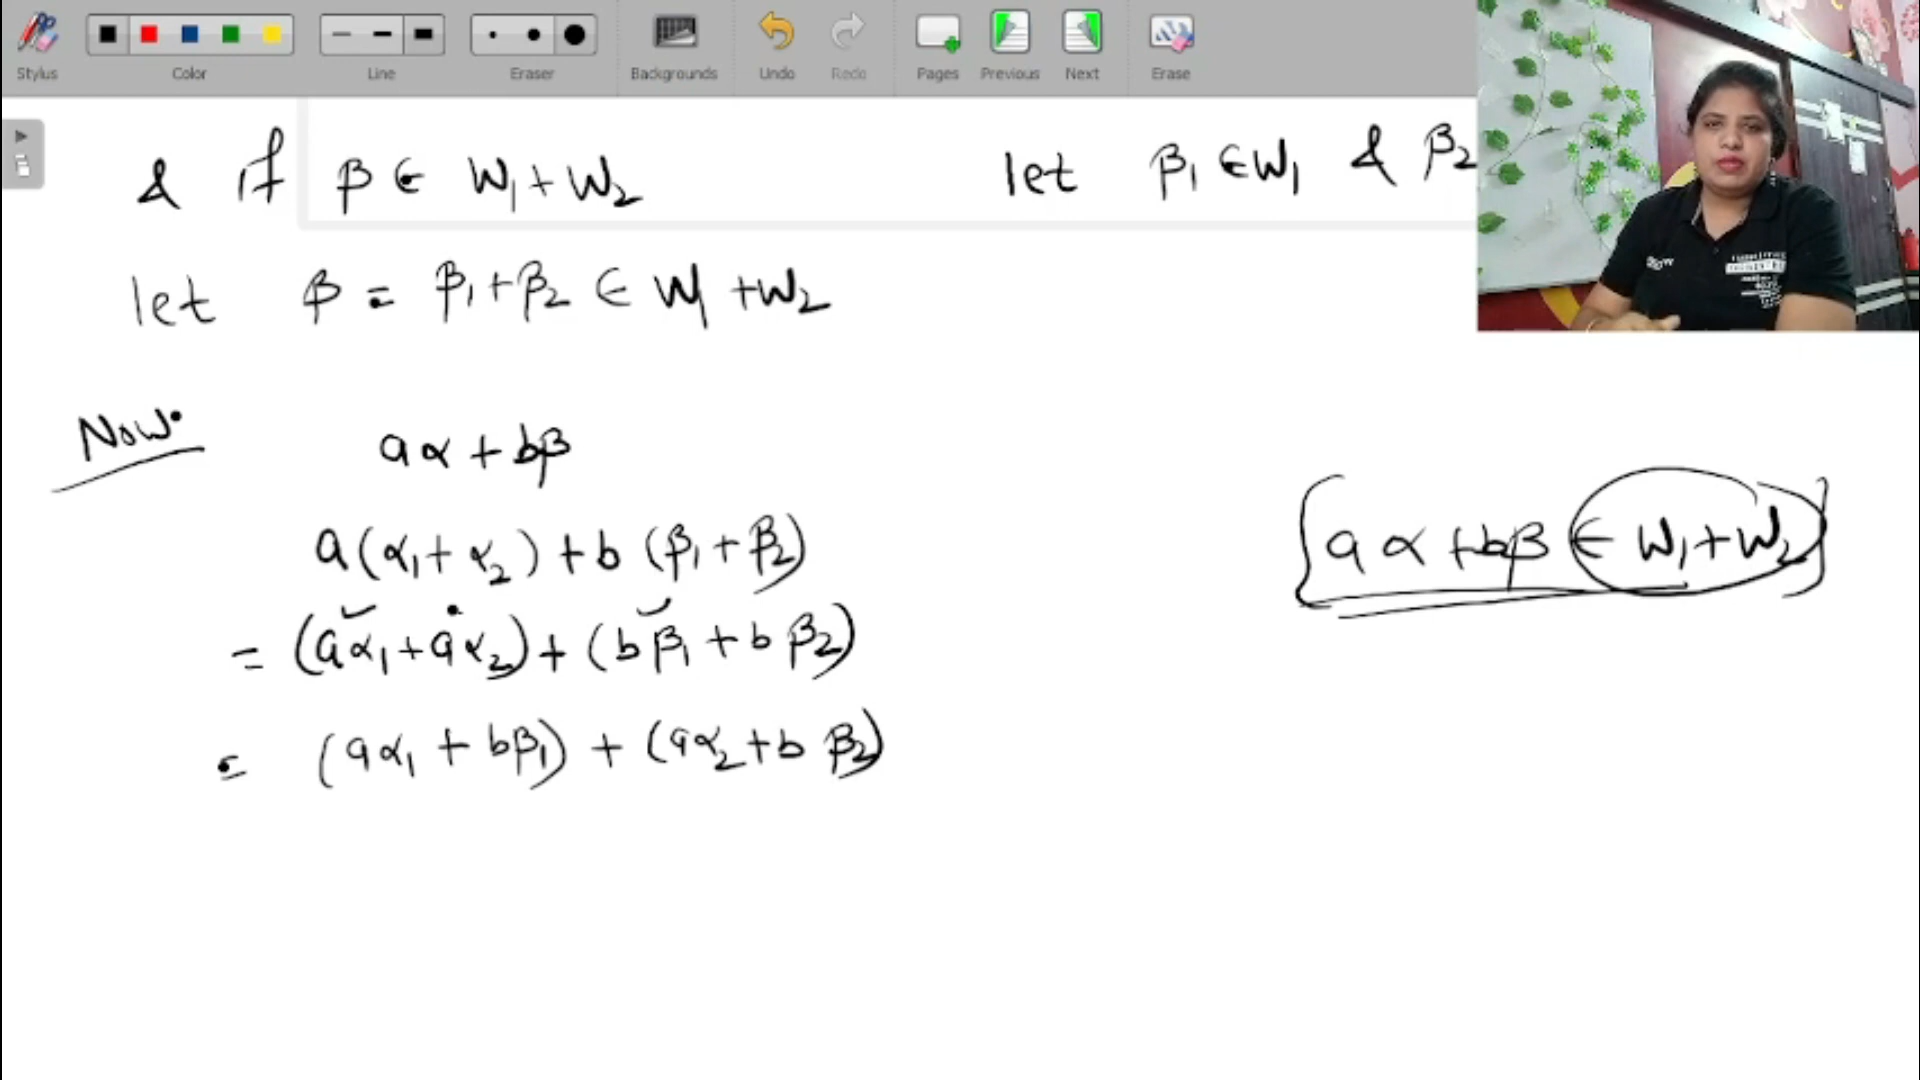 Stylus
Color
Line
Eraser
Backgrounds
Undo
Redo
Pages
Previous
Next
Erase
& if β ∈ W₁+W₂ let β₁ ∈ W₁ & β₂
let β = β₁+β₂ ∈ W₁+W₂
Now
aα + bβ
a(α₁+α₂)+b(β₁+β₂)
[aα+bβ ∈ W₁+W₂]
= (aα₁+aα₂)+(bβ₁+bβ₂)
= (aα₁+bβ₁)+(aα₂+bβ₂)